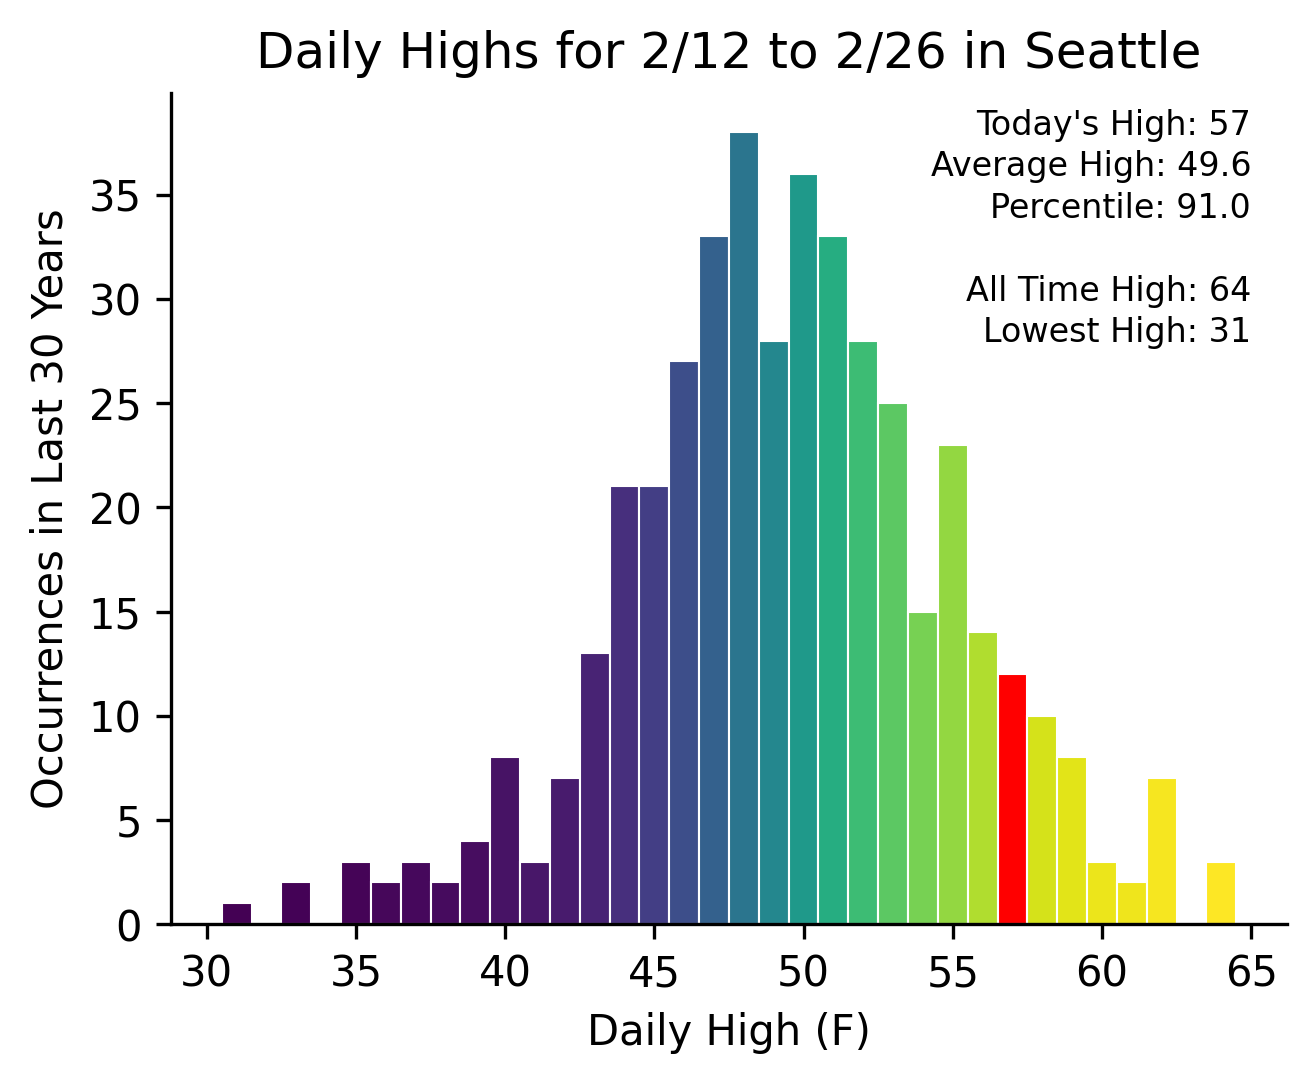 Daily Highs for 2/12 to 2/26 in Seattle
Today's High: 57
Average High: 49.6
Percentile: 91.0
All Time High: 64
Lowest High: 31
Occurrences in Last 30 Years
35
30
25
20
15
10
5
0
30 35 40 45 50 55 60 65
Daily High (F)